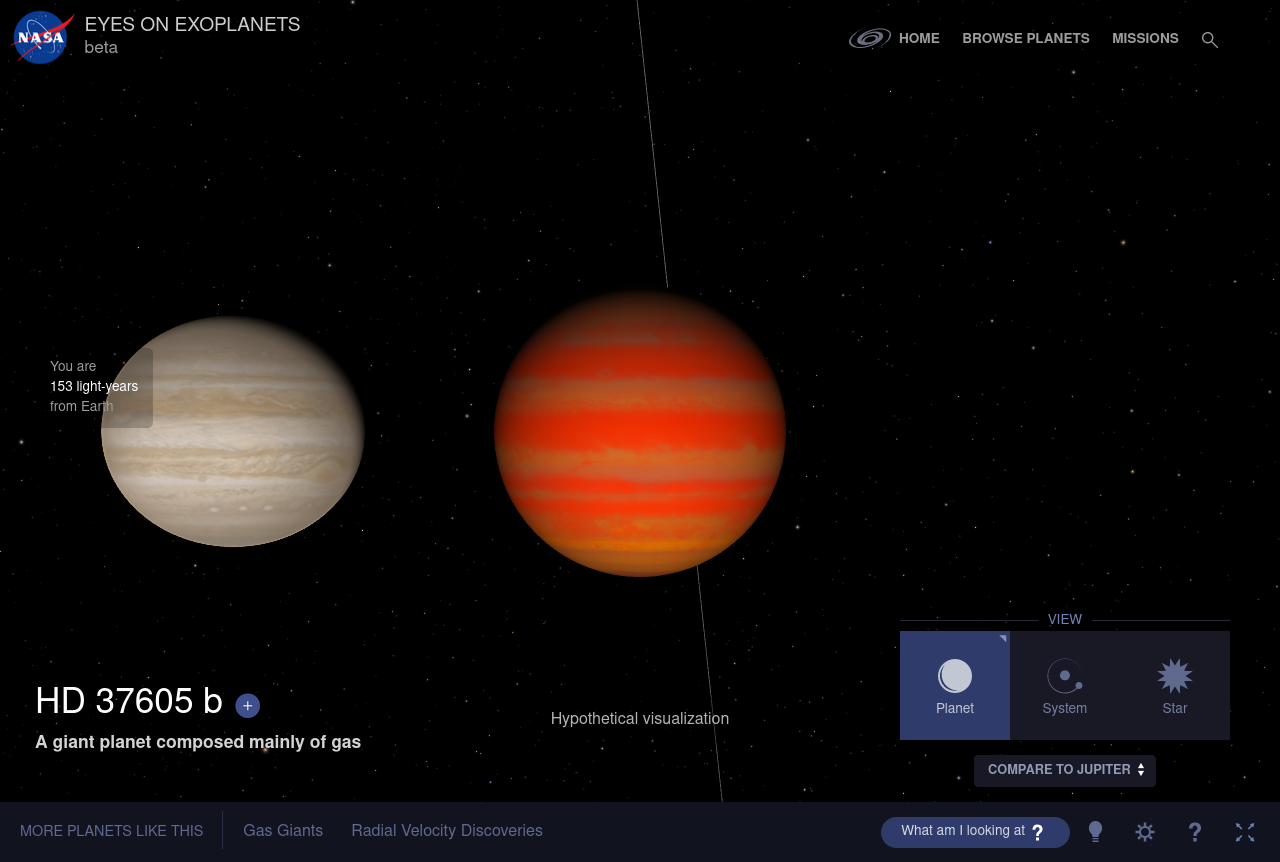 NASA
EYES ON EXOPLANETS
beta
HOME
BROWSE PLANETS
MISSIONS
You are
153 light-years
from Earth
VIEW
Planet
System
Star
HD 37605 b +
A giant planet composed mainly of gas
Hypothetical visualization
COMPARE TO JUPITER
MORE PLANETS LIKE THIS
Gas Giants
Radial Velocity Discoveries
What am I looking at ?
?